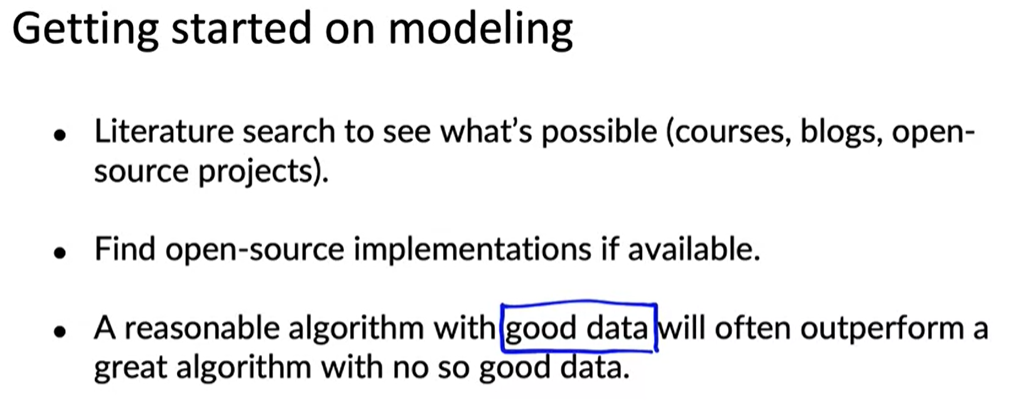 Getting started on modeling
• Literature search to see what's possible (courses, blogs, open-
source projects).
• Find open-source implementations if available.
• A reasonable algorithm with good data will often outperform a
great algorithm with no so good data.